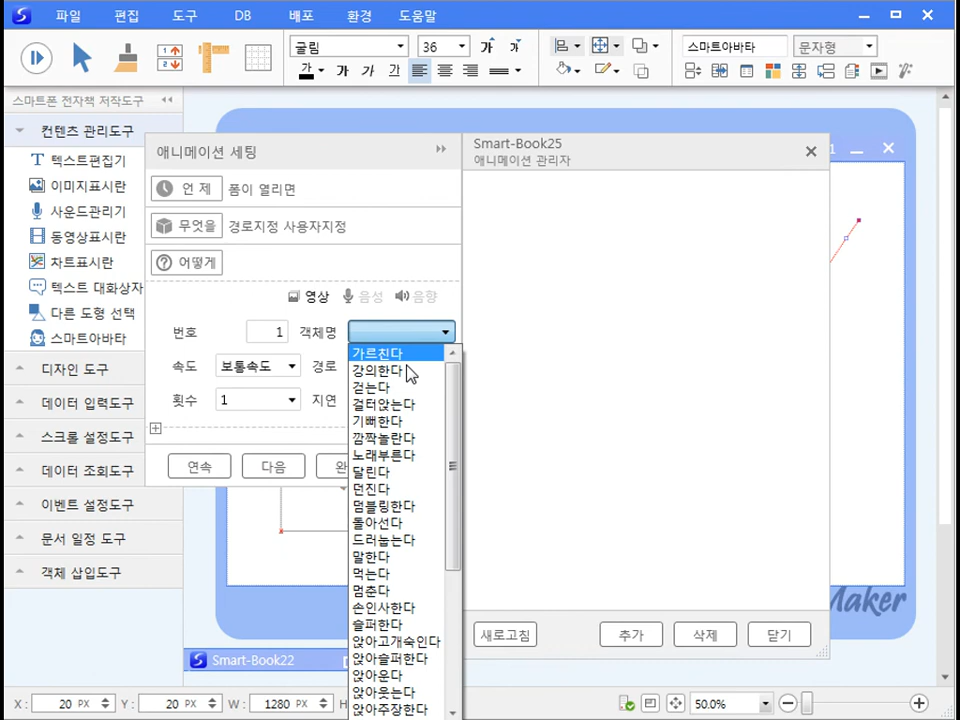 파일 편집 도구 DB 배포 환경 도움말
굴림 36 가 가 스마트아바타 문자형
가 가 가 가
스마트폰 전자책 저작도구
컨텐츠 관리도구
텍스트편집기
이미지표시란
사운드관리기
동영상표시란
차트표시란
텍스트 대화상자
다른 도형 선택
스마트아바타
디자인 도구
데이터 입력도구
스크롤 설정도구
데이터 조회도구
이벤트 설정도구
문서 일정 도구
객체 삽입도구
애니메이션 세팅
언 제 폼이 열리면
무엇을 경로지정 사용자지정
어떻게
영상 음성 음향
번호 1 객체명
속도 보통속도 경로
횟수 1 지연
연속 다음
가르친다
강의한다
걷는다
걸터앉는다
기뻐한다
깜짝놀란다
노래부른다
달린다
던진다
덤블링한다
돌아선다
드러눕는다
말한다
먹는다
멈춘다
손인사한다
슬퍼한다
앉아고개숙인다
앉아슬퍼한다
앉아운다
앉아웃는다
앉아주장한다
Smart-Book25
애니메이션 관리자
새로고침 추가 삭제 닫기
1
Maker
Smart-Book22
X : 20 PX Y : 20 PX W : 1280 PX H 50.0%